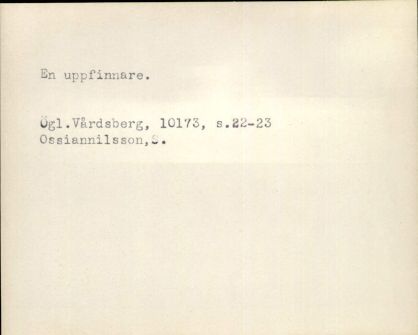 En uppfinnare.
Ögl.Vårdsberg, 10173, s.22-23
Ossiannilsson,S.